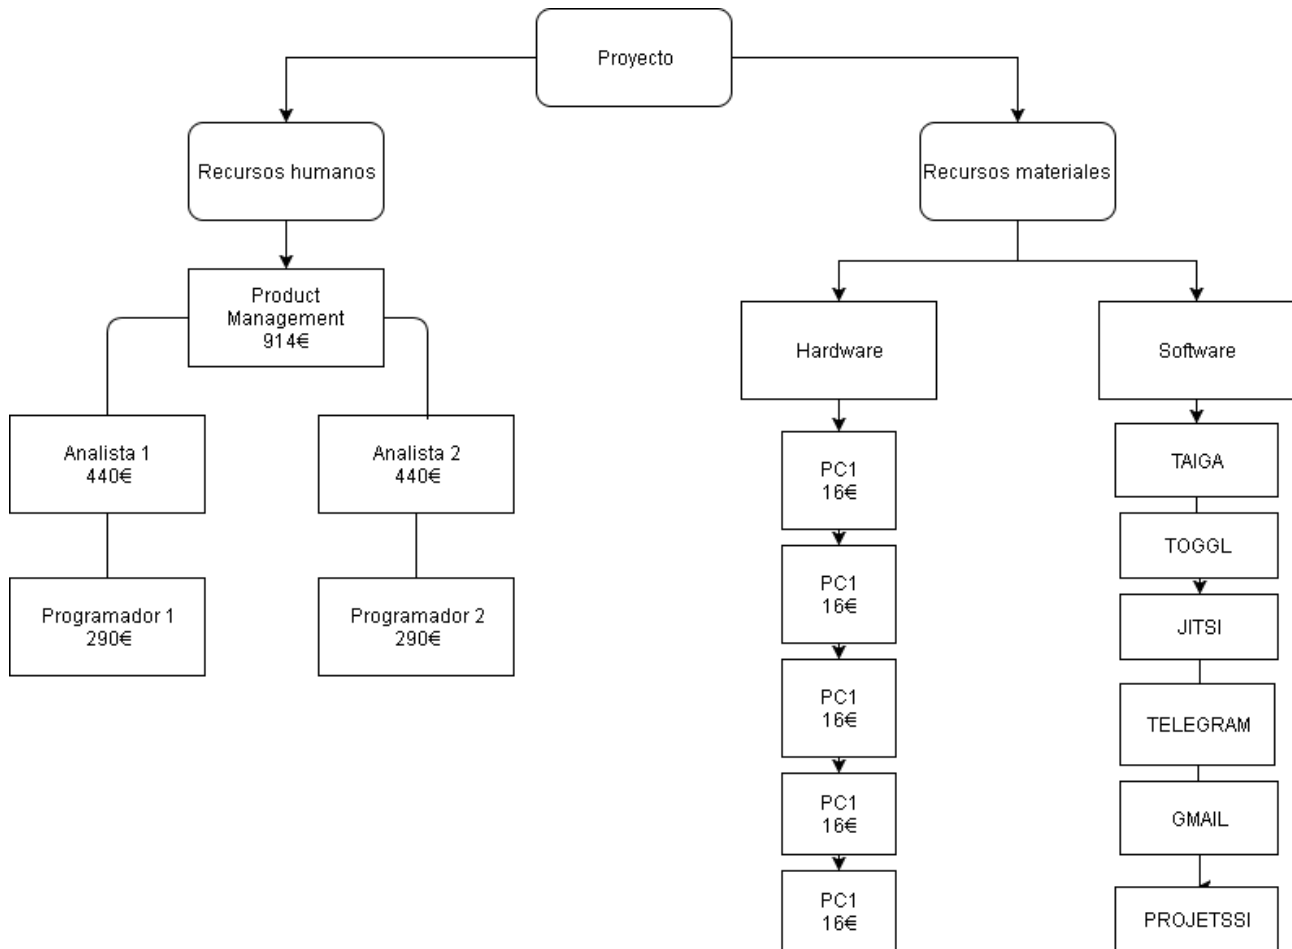 Proyecto
Recursos humanos
Recursos materiales
Product
Management
914€
Hardware
Software
Analista 1
440€
Analista 2
440€
Programador 1
290€
Programador 2
290€
PC1
16€
PC1
16€
PC1
16€
PC1
16€
PC1
16€
TAIGA
TOGGL
JITSI
TELEGRAM
GMAIL
PROJETSSI